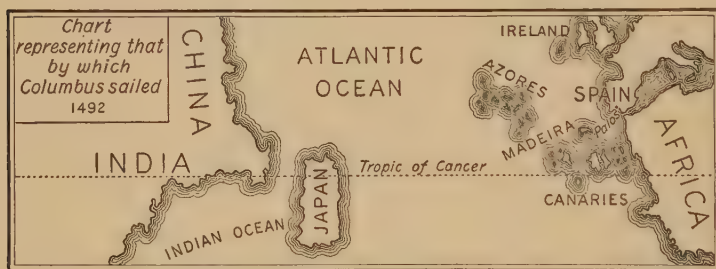 Chart
representing that
by which
Columbus sailed
1492
CHINA
INDIA
ATLANTIC
OCEAN
IRELAND
AZORES
SPAIN
Palos
MADEIRA
AFRICA
Tropic of Cancer
CANARIES
JAPAN
INDIAN OCEAN